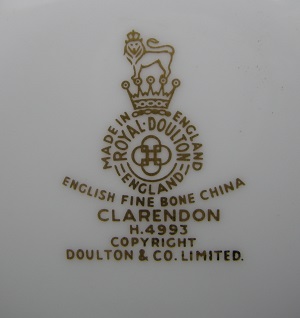 MADE IN ENGLAND
ROYAL·DOULTON
ENGLAND
ENGLISH FINE BONE CHINA
CLARENDON
H.4993
COPYRIGHT
DOULTON & CO. LIMITED.